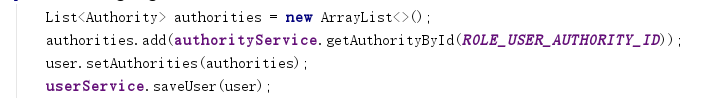 List<Authority> authorities = new ArrayList<>();
authorities.add(authorityService.getAuthorityById(ROLE_USER_AUTHORITY_ID));
user.setAuthorities(authorities);
userService.saveUser(user);